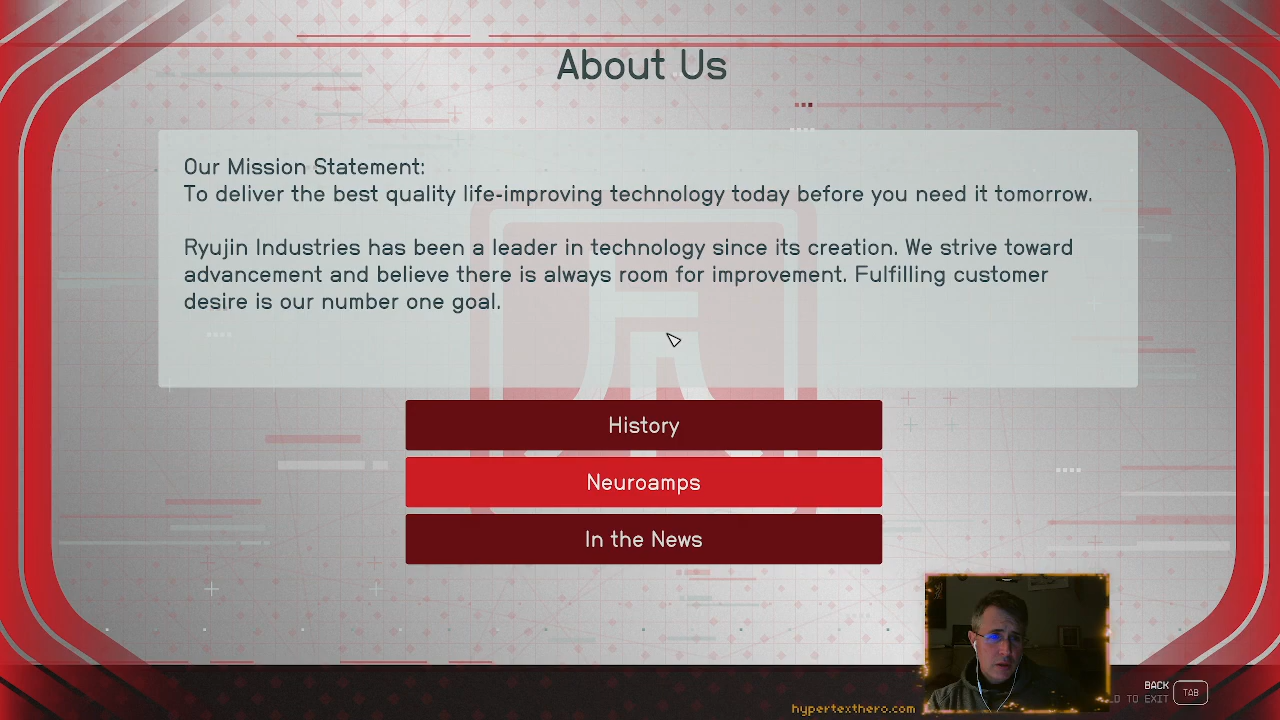 About Us
Our Mission Statement:
To deliver the best quality life-improving technology today before you need it tomorrow.
Ryujin Industries has been a leader in technology since its creation. We strive toward
advancement and believe there is always room for improvement. Fulfilling customer
desire is our number one goal.
History
Neuroamps
In the News
BACK
TO EXIT
TAB
hypertexthero.com